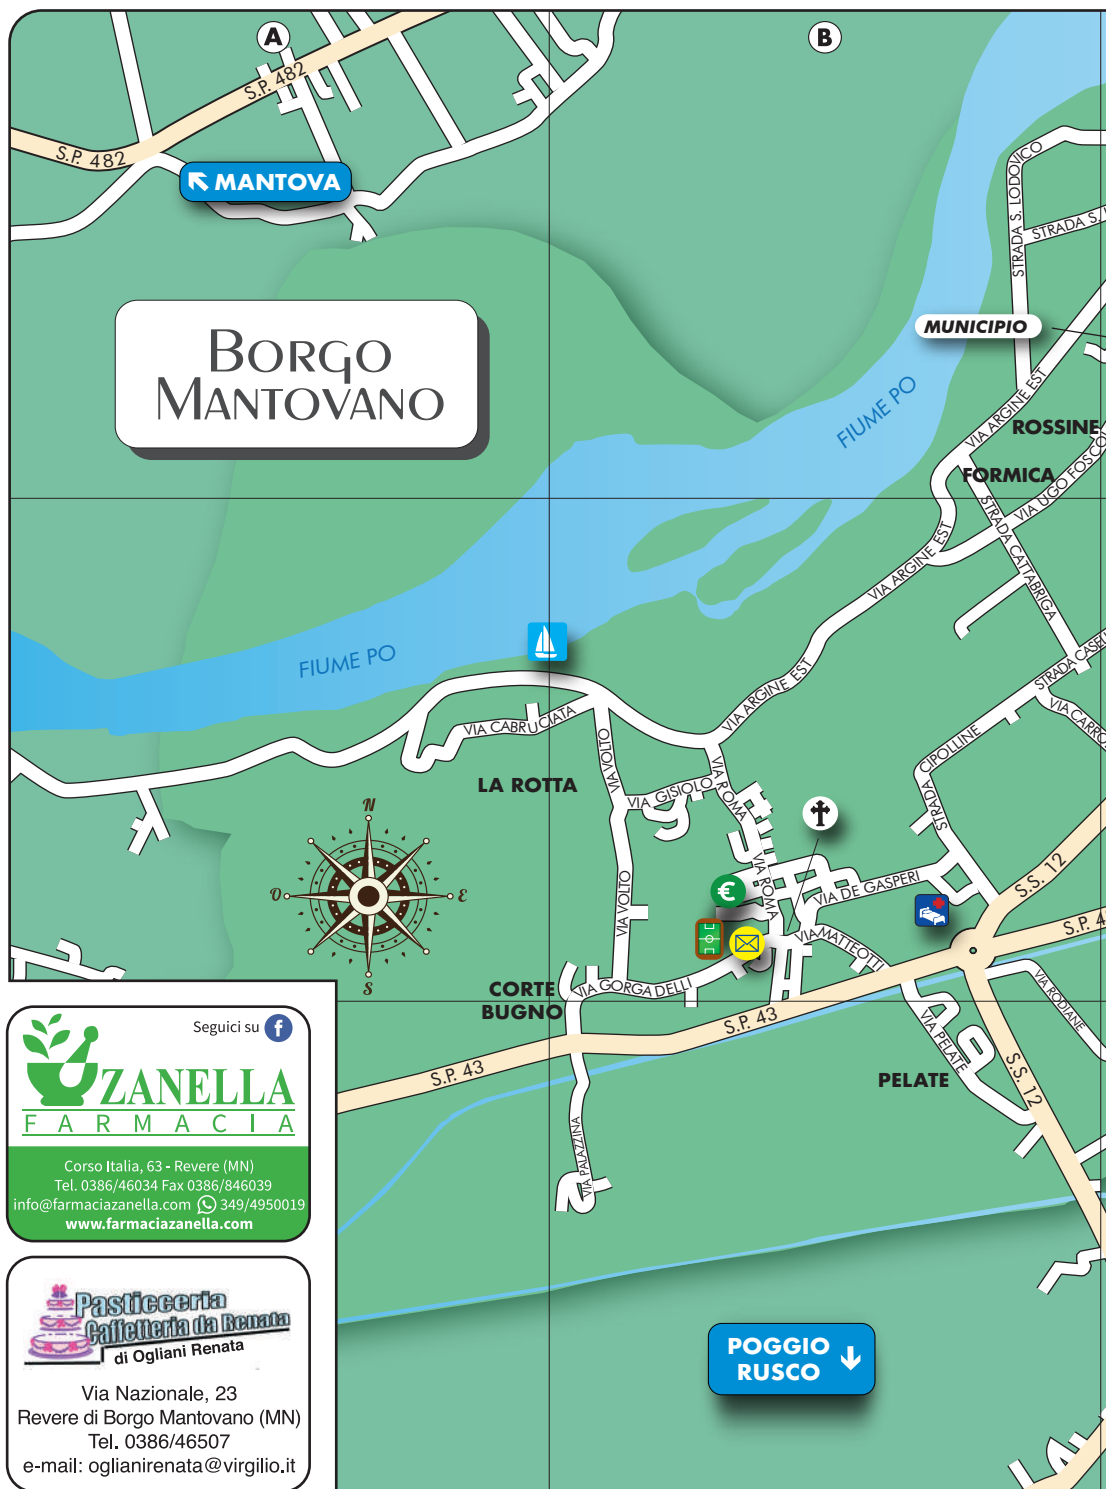 A
B
S.P. 482
S.P. 482
MANTOVA
STRADA S. LODOVICO
STRADA S.
MUNICIPIO
BORGO
MANTOVANO
FIUME PO
VIA ARGINE EST
ROSSINE
FORMICA
VIA UGO FOSCO
STRADA CATTABRIGA
VIA ARGINE EST
FIUME PO
STRADA CASEL
VIA ARGINE EST
VIA CARRO
VIA CABRUCIATA
VIA VOLTO
VIA ROMA
STRADA CIPOLLINE
LA ROTTA
VIA GISIOLO
N
O
E
S
VIA ROMA
VIA DE GASPERI
S.S. 12
€
VIA VOLTO
VIA MATTEOTTI
S.P. 4
CORTE
BUGNO
VIA GORGADELLI
VIA RODIANE
S.P. 43
S.P. 43
VIA PELATE
S.S. 12
PELATE
VIA PALAZZINA
Seguici su f
ZANELLA
FARMACIA
Corso Italia, 63 - Revere (MN)
Tel. 0386/46034 Fax 0386/846039
info@farmaciazanella.com 349/4950019
www.farmaciazanella.com
Pasticceria
Caffetteria da Renata
di Ogliani Renata
Via Nazionale, 23
Revere di Borgo Mantovano (MN)
Tel. 0386/46507
e-mail: oglianirenata@virgilio.it
POGGIO
RUSCO